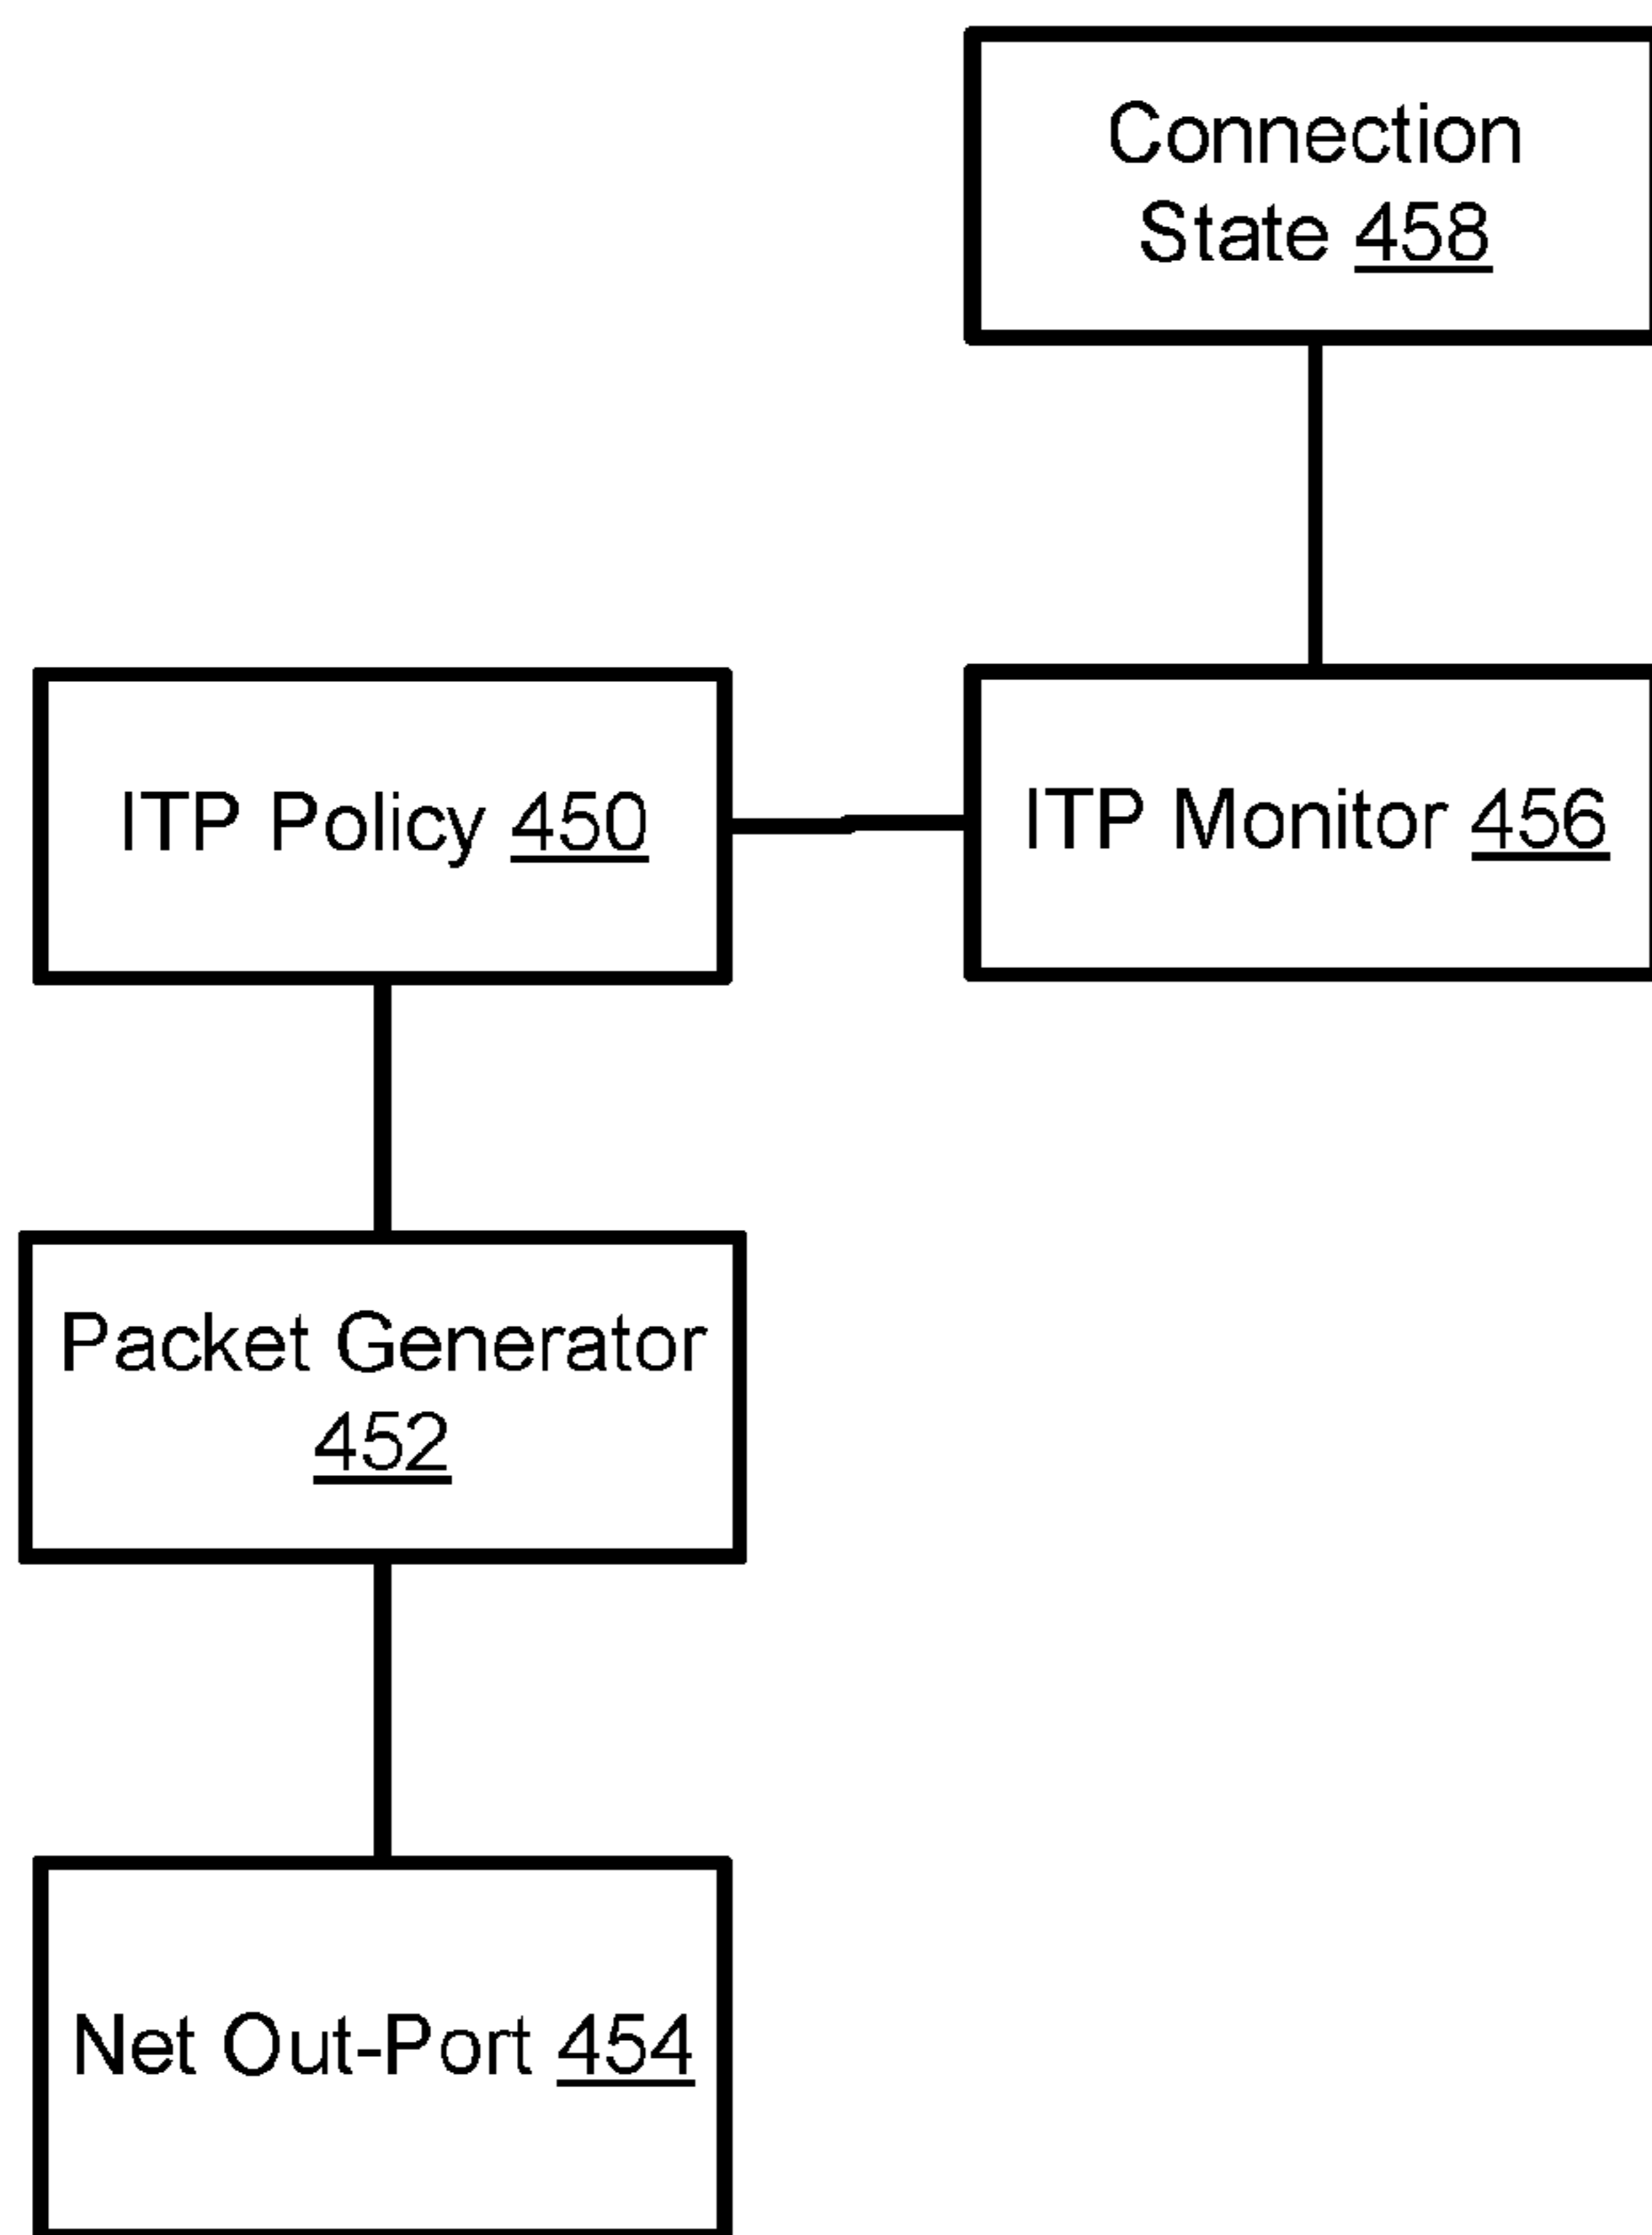 Connection
State 458
ITP Policy 450
ITP Monitor 456
Packet Generator
452
Net Out-Port 454